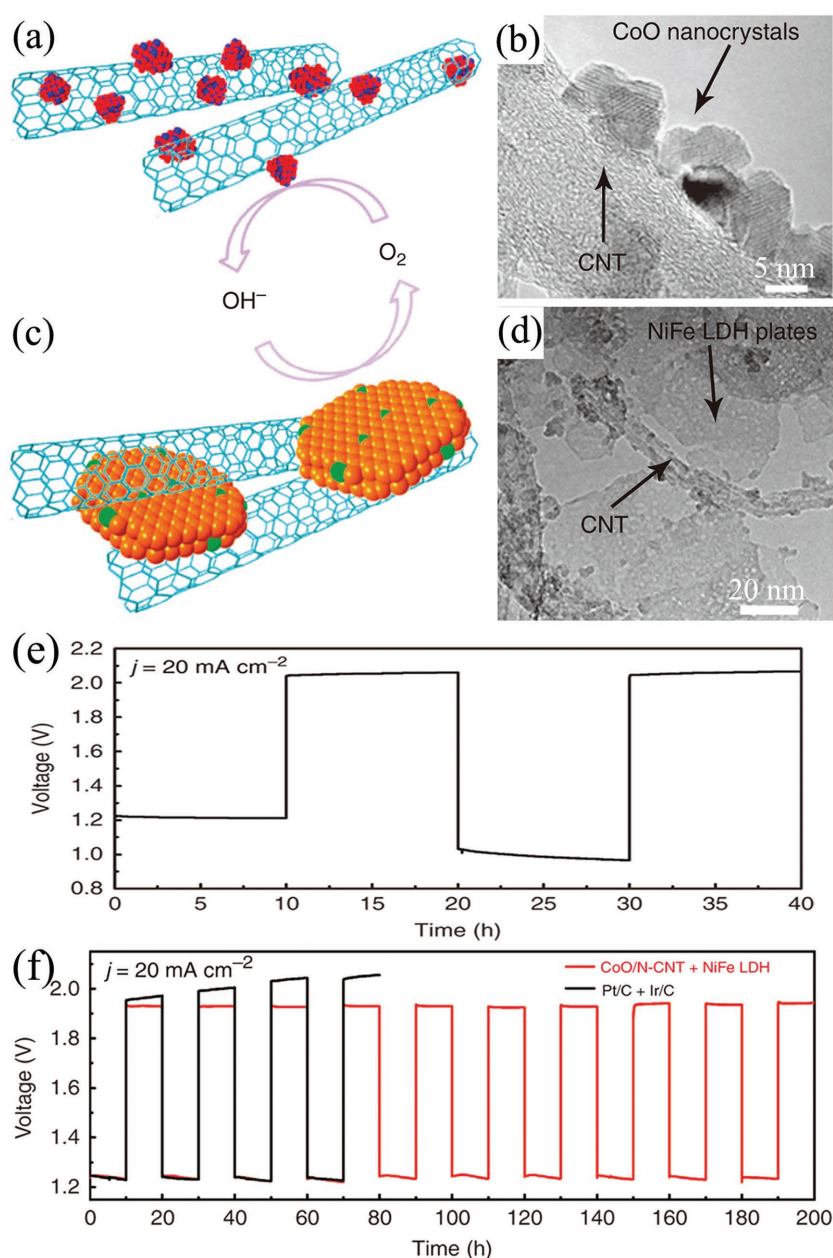 (a)
O2
OH−
(b)
CoO nanocrystals
CNT
5 nm
(c)
(d)
NiFe LDH plates
CNT
20 nm
(e)
j = 20 mA cm−2
Voltage (V)
2.2
2.0
1.8
1.6
1.4
1.2
1.0
0.8
0 5 10 15 20 25 30 35 40
Time (h)
(f)
j = 20 mA cm−2
CoO/N-CNT + NiFe LDH
Pt/C + Ir/C
Voltage (V)
2.0
1.8
1.6
1.4
1.2
0 20 40 60 80 100 120 130 140 150 160 170 180 190 200
Time (h)